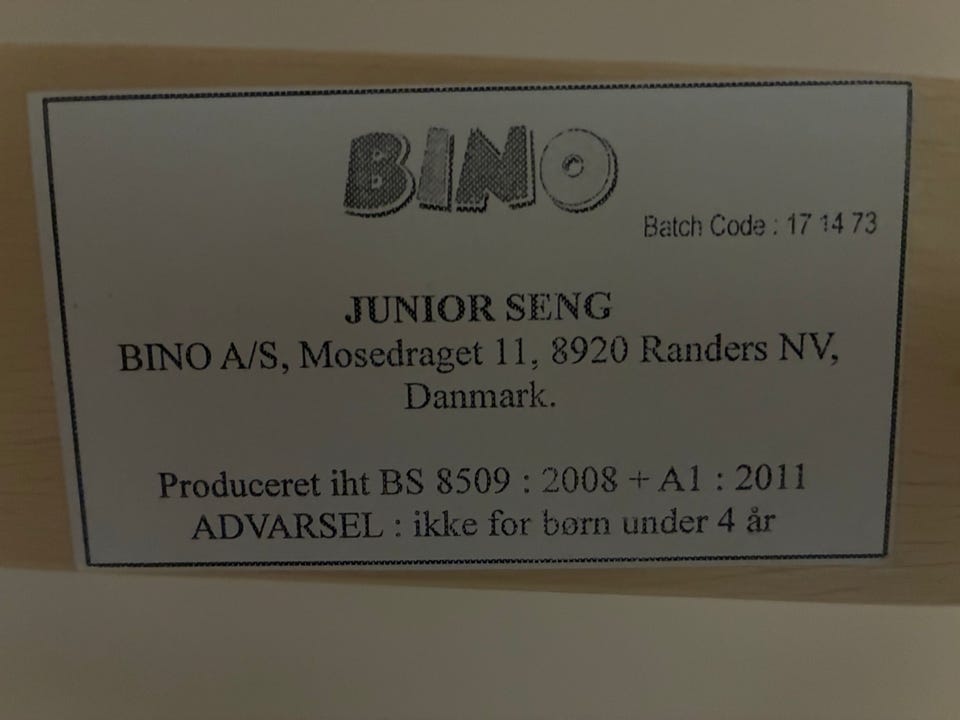 BINO
Batch Code : 17 14 73
JUNIOR SENG
BINO A/S, Mosedraget 11, 8920 Randers NV,
Danmark.
Produceret iht BS 8509 : 2008 + A1 : 2011
ADVARSEL : ikke for børn under 4 år